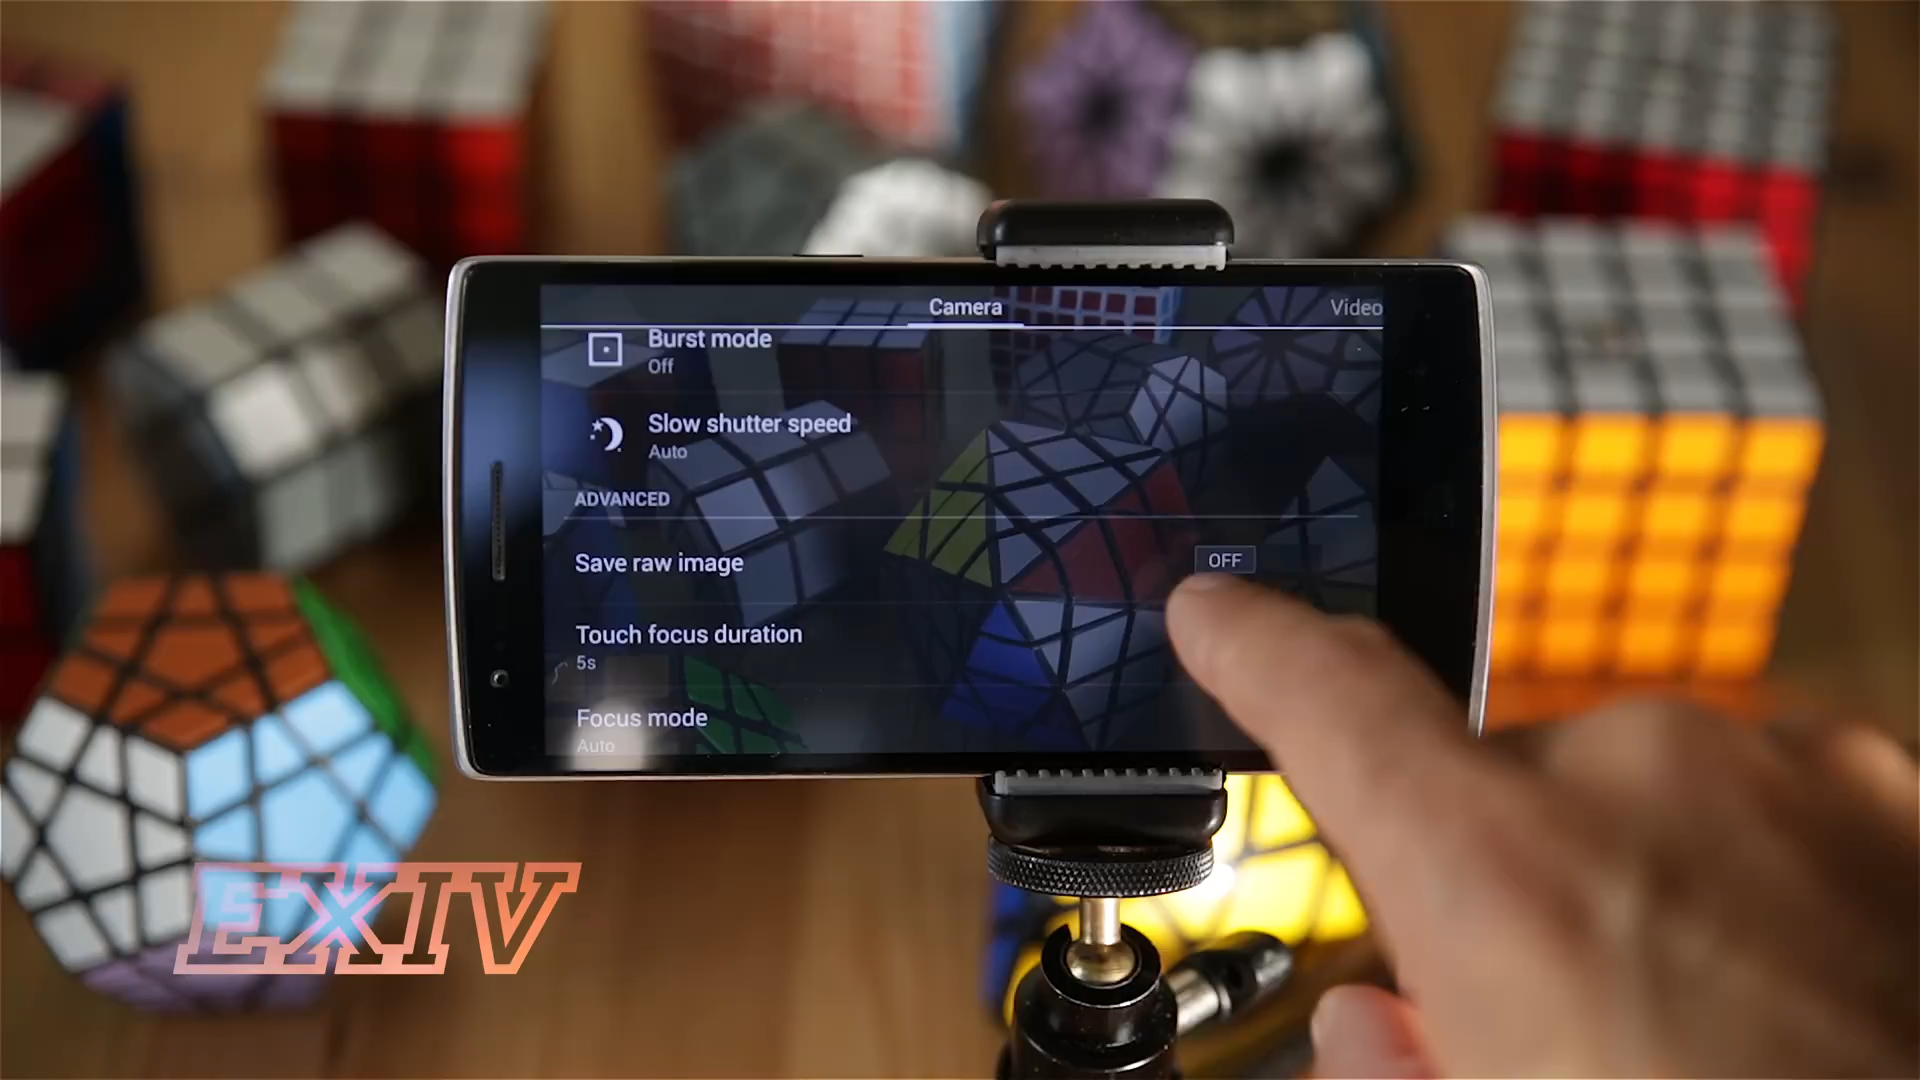 Camera
Video
Burst mode
Off
Slow shutter speed
Auto
ADVANCED
Save raw image
OFF
Touch focus duration
5s
Focus mode
Auto
EXIV